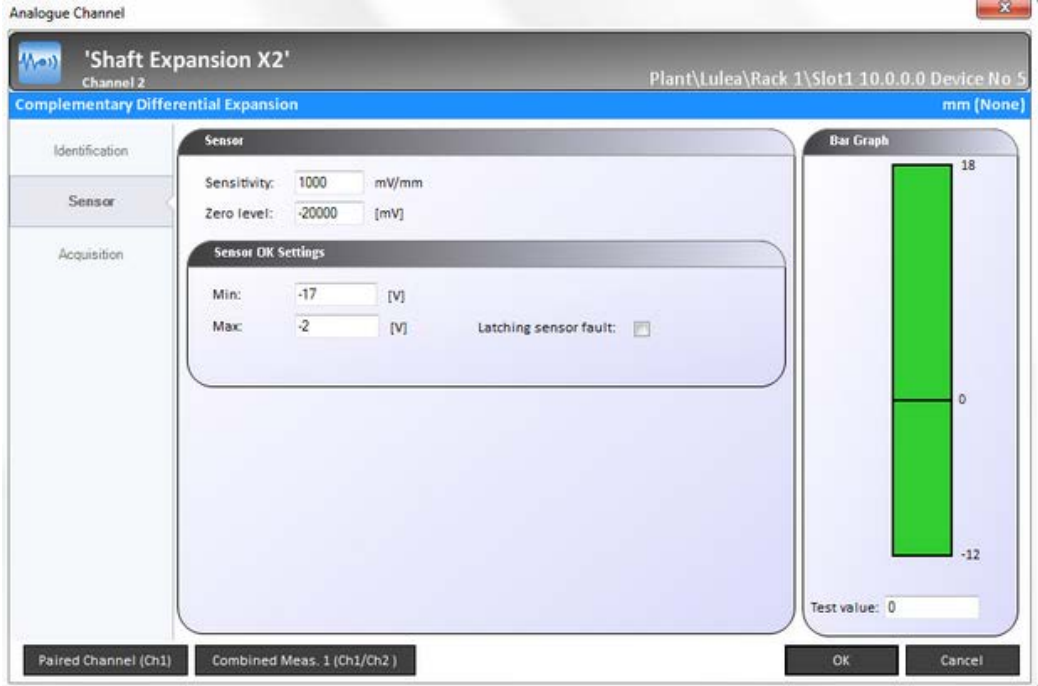 Analogue Channel
'Shaft Expansion X2'
Channel 2
Plant\Lulea\Rack 1\Slot1 10.0.0.0 Device No 5
Complementary Differential Expansion
mm (None)
Identification
Sensor
Acquisition
Sensor
Sensitivity: 1000 mV/mm
Zero level: -20000 [mV]
Sensor OK Settings
Min: -17 [V]
Max: -2 [V] Latching sensor fault:
Bar Graph
18
0
-12
Test value: 0
Paired Channel (Ch1) Combined Meas. 1 (Ch1/Ch2 ) OK Cancel